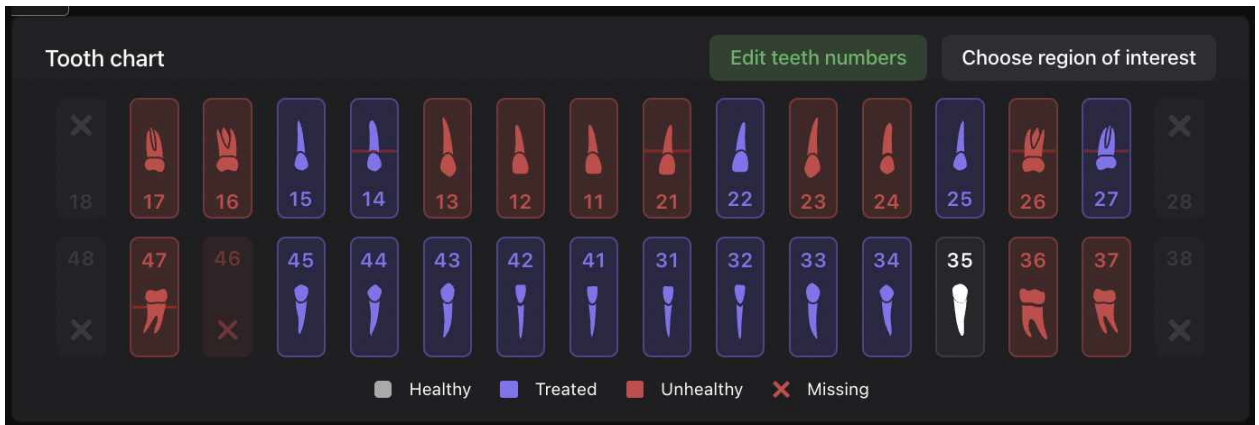 Tooth chart
Edit teeth numbers
Choose region of interest
18 17 16 15 14 13 12 11 21 22 23 24 25 26 27 28
48 47 46 45 44 43 42 41 31 32 33 34 35 36 37 38
Healthy Treated Unhealthy Missing